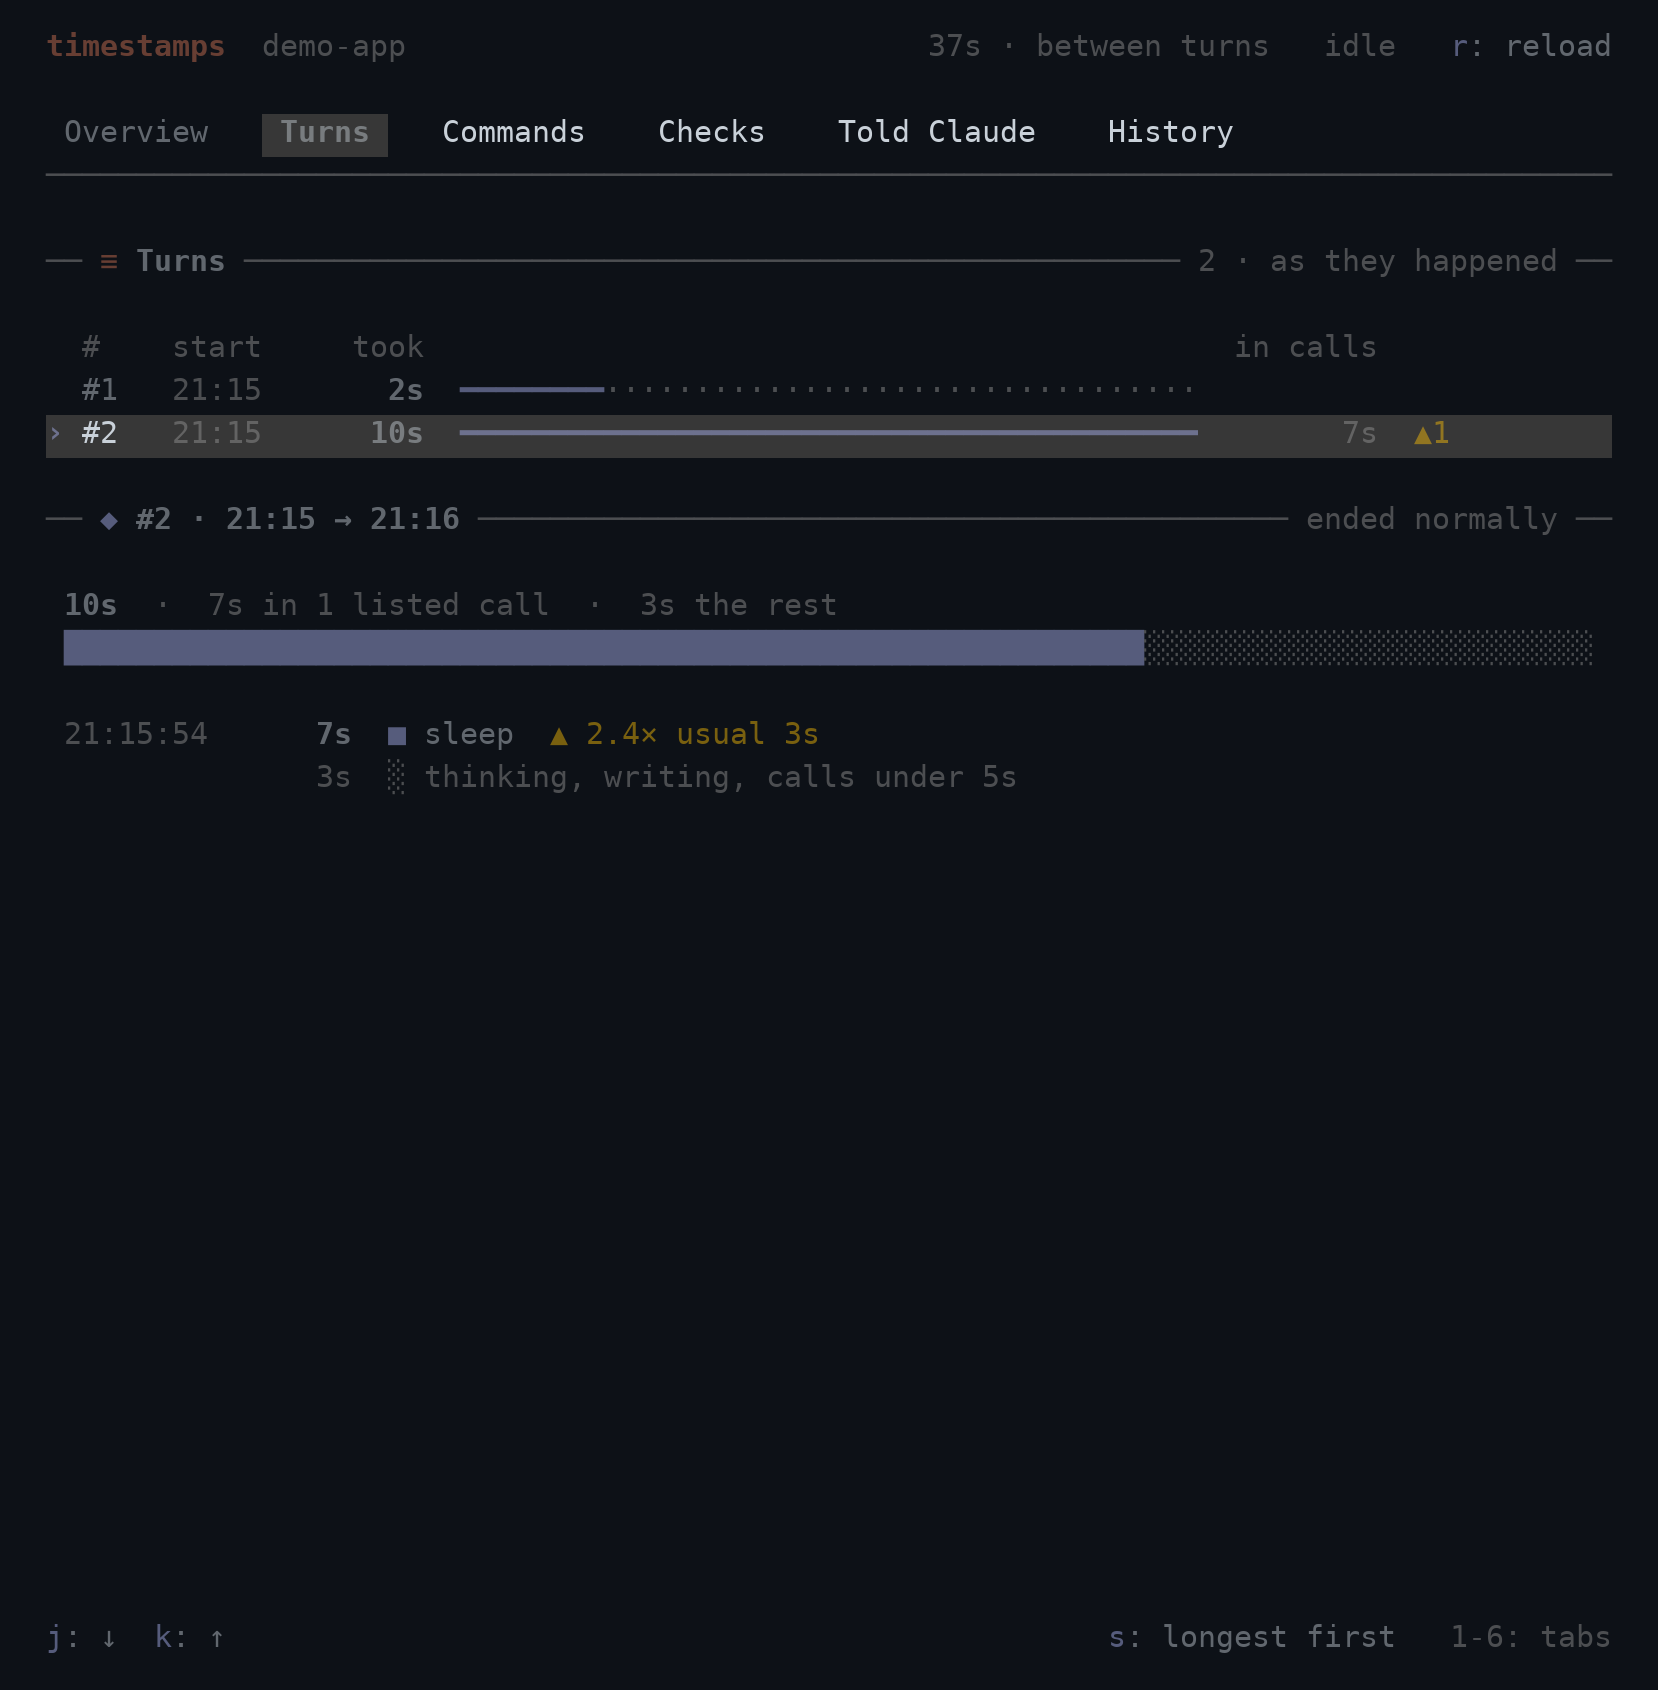 timestamps demo-app 37s · between turns idle r: reload
Overview Turns Commands Checks Told Claude History
≡ Turns 2 · as they happened
# start took in calls
#1 21:15 2s
› #2 21:15 10s 7s ▲1
◆ #2 · 21:15 → 21:16 ended normally
10s · 7s in 1 listed call · 3s the rest
21:15:54 7s ■ sleep ▲ 2.4× usual 3s
3s ░ thinking, writing, calls under 5s
j: ↓ k: ↑ s: longest first 1-6: tabs